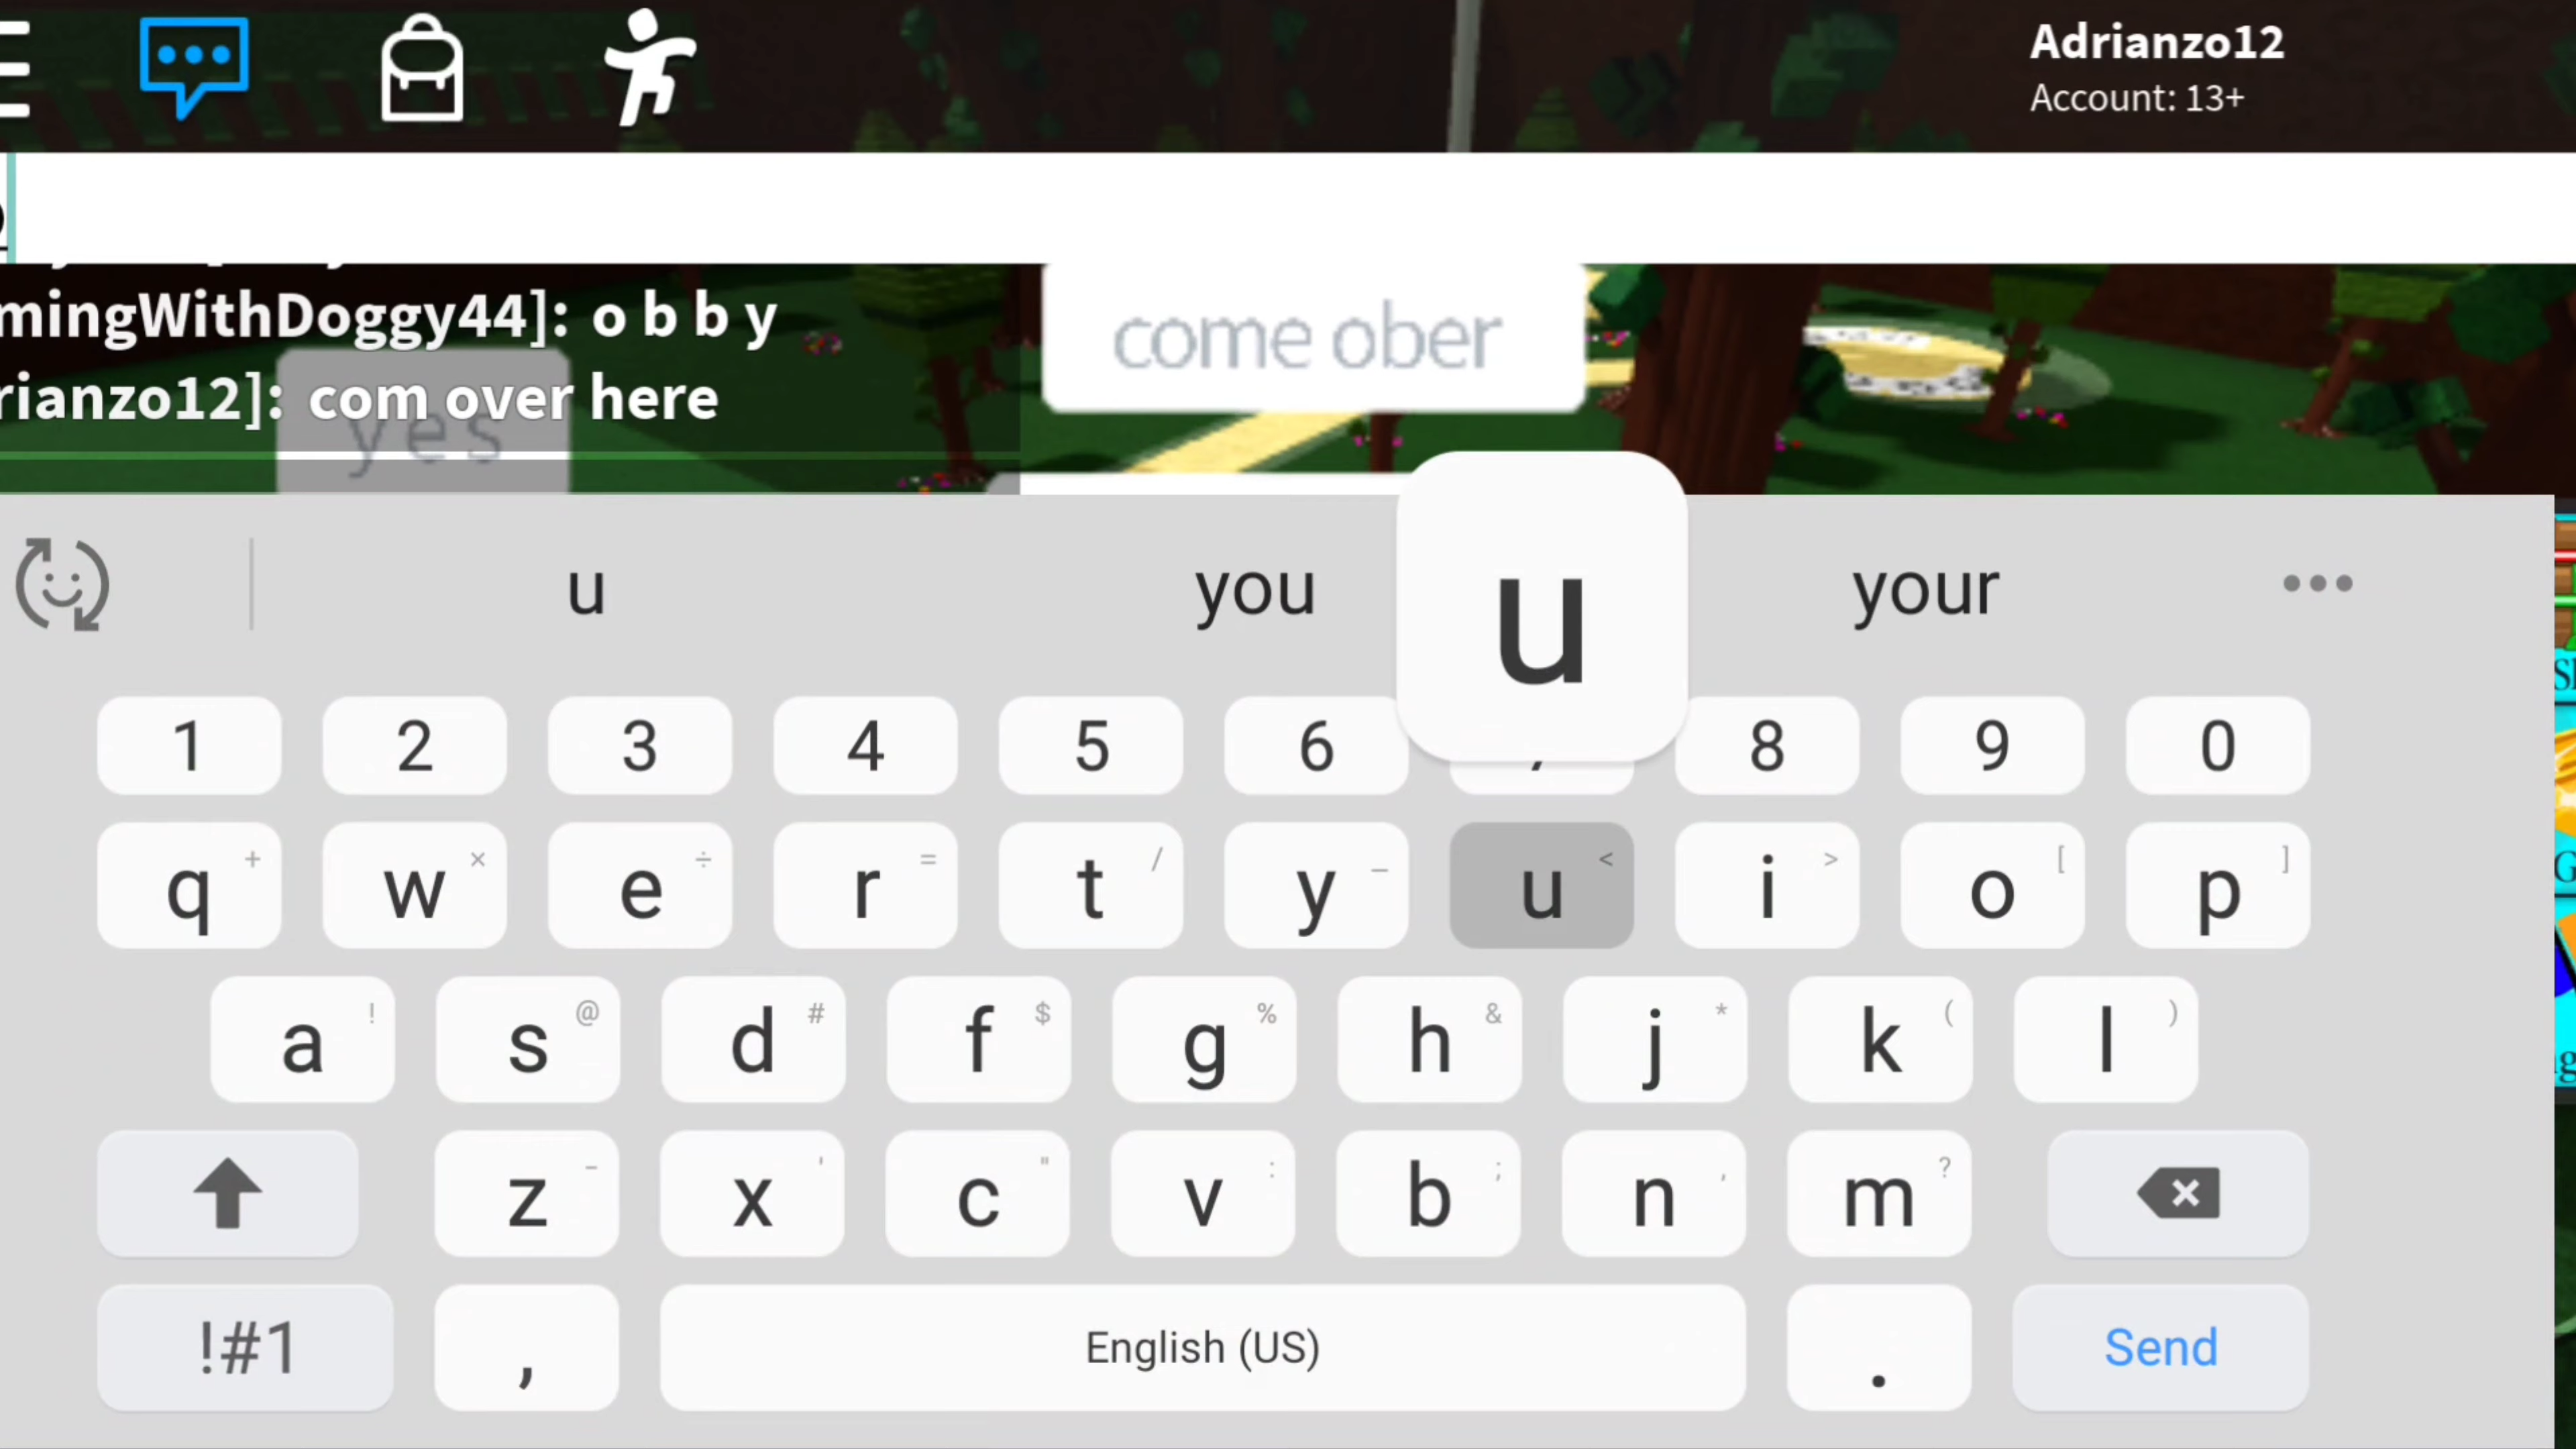 Adrianzo12
Account: 13+
mingWithDoggy44]: o b b y
rianzo12]: com over here
yes
come ober
u you your
u
1 2 3 4 5 6 8 9 0
q + w × e ÷ r = t / y _ u < i > o [ p ]
a ! s @ d # f $ g % h & j * k ( l )
z - x ' c " v : b ; n , m ?
!#1 , English (US) . Send